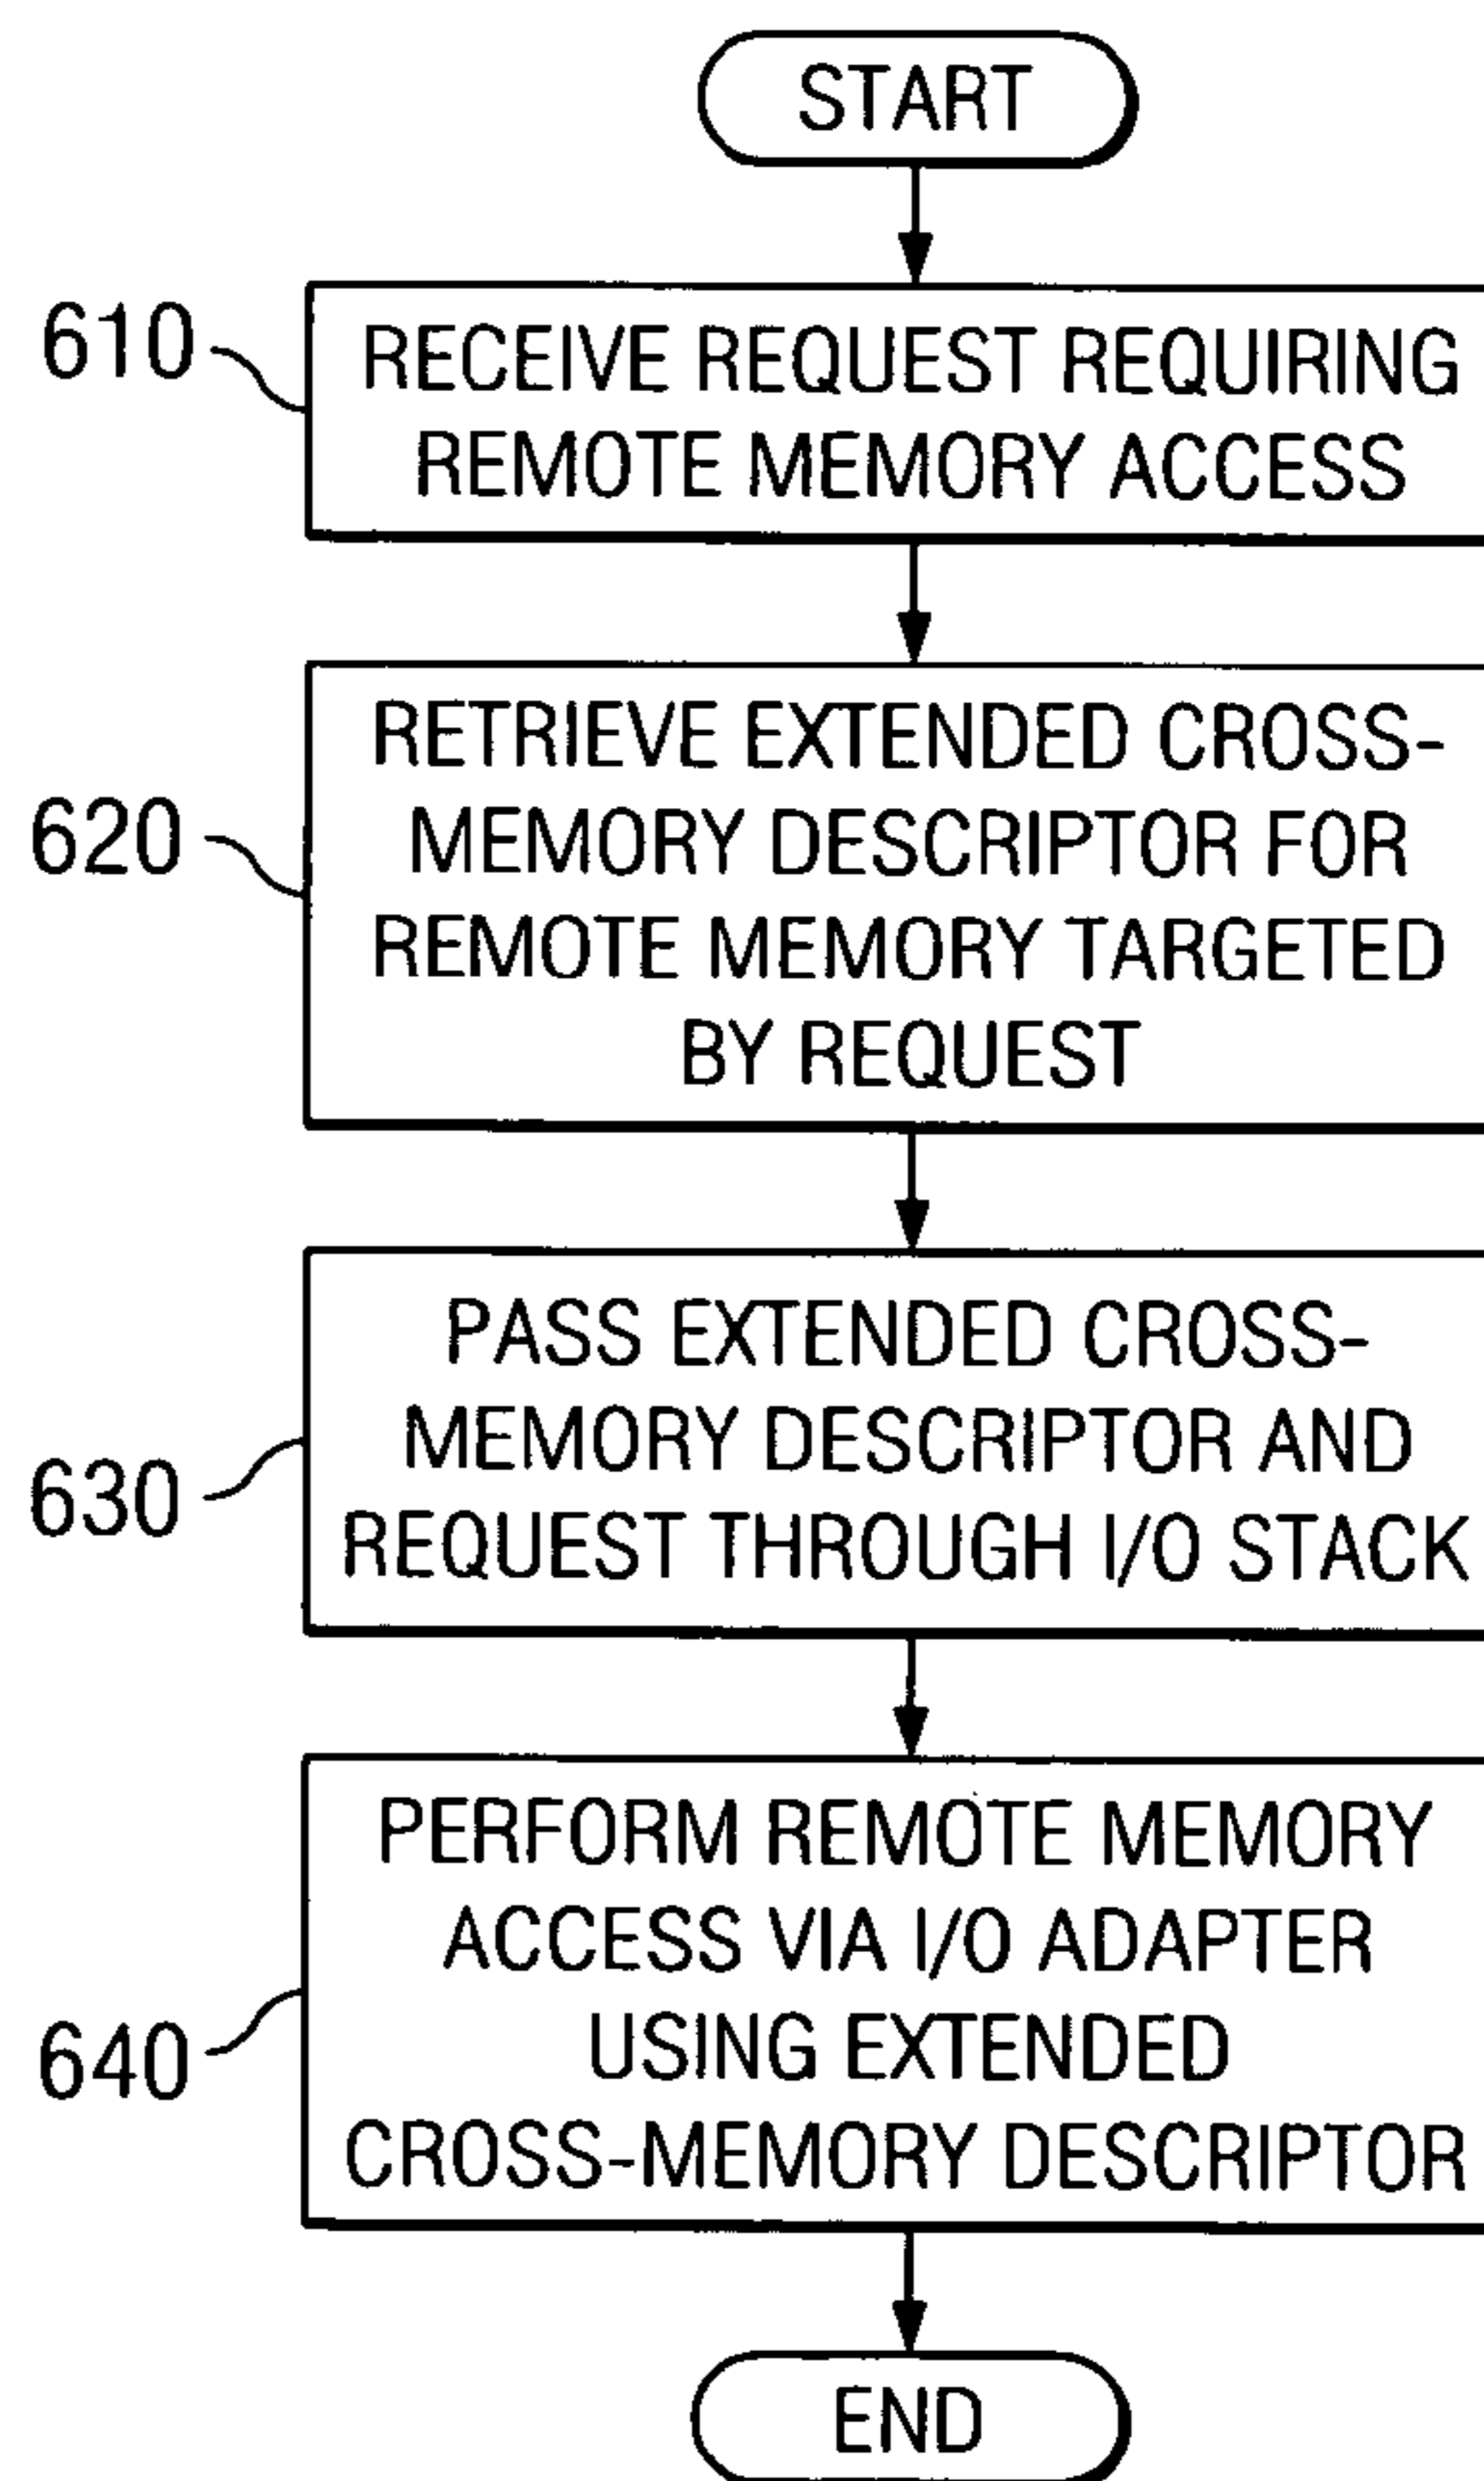 START
610
RECEIVE REQUEST REQUIRING
REMOTE MEMORY ACCESS
620
RETRIEVE EXTENDED CROSS-
MEMORY DESCRIPTOR FOR
REMOTE MEMORY TARGETED
BY REQUEST
630
PASS EXTENDED CROSS-
MEMORY DESCRIPTOR AND
REQUEST THROUGH I/O STACK
640
PERFORM REMOTE MEMORY
ACCESS VIA I/O ADAPTER
USING EXTENDED
CROSS-MEMORY DESCRIPTOR
END